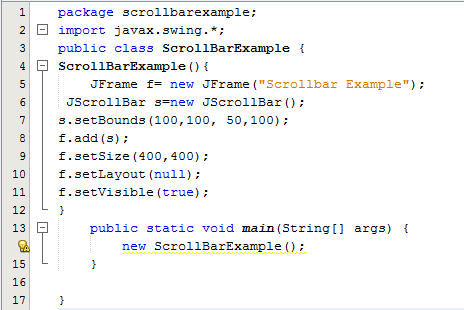 1 package scrollbarexample;
2 import javax.swing.*;
3 public class ScrollBarExample {
4 ScrollBarExample(){
5 JFrame f= new JFrame("Scrollbar Example");
6 JScrollBar s=new JScrollBar();
7 s.setBounds(100,100, 50,100);
8 f.add(s);
9 f.setSize(400,400);
10 f.setLayout(null);
11 f.setVisible(true);
12 }
13 public static void main(String[] args) {
new ScrollBarExample();
15 }
16
17 }